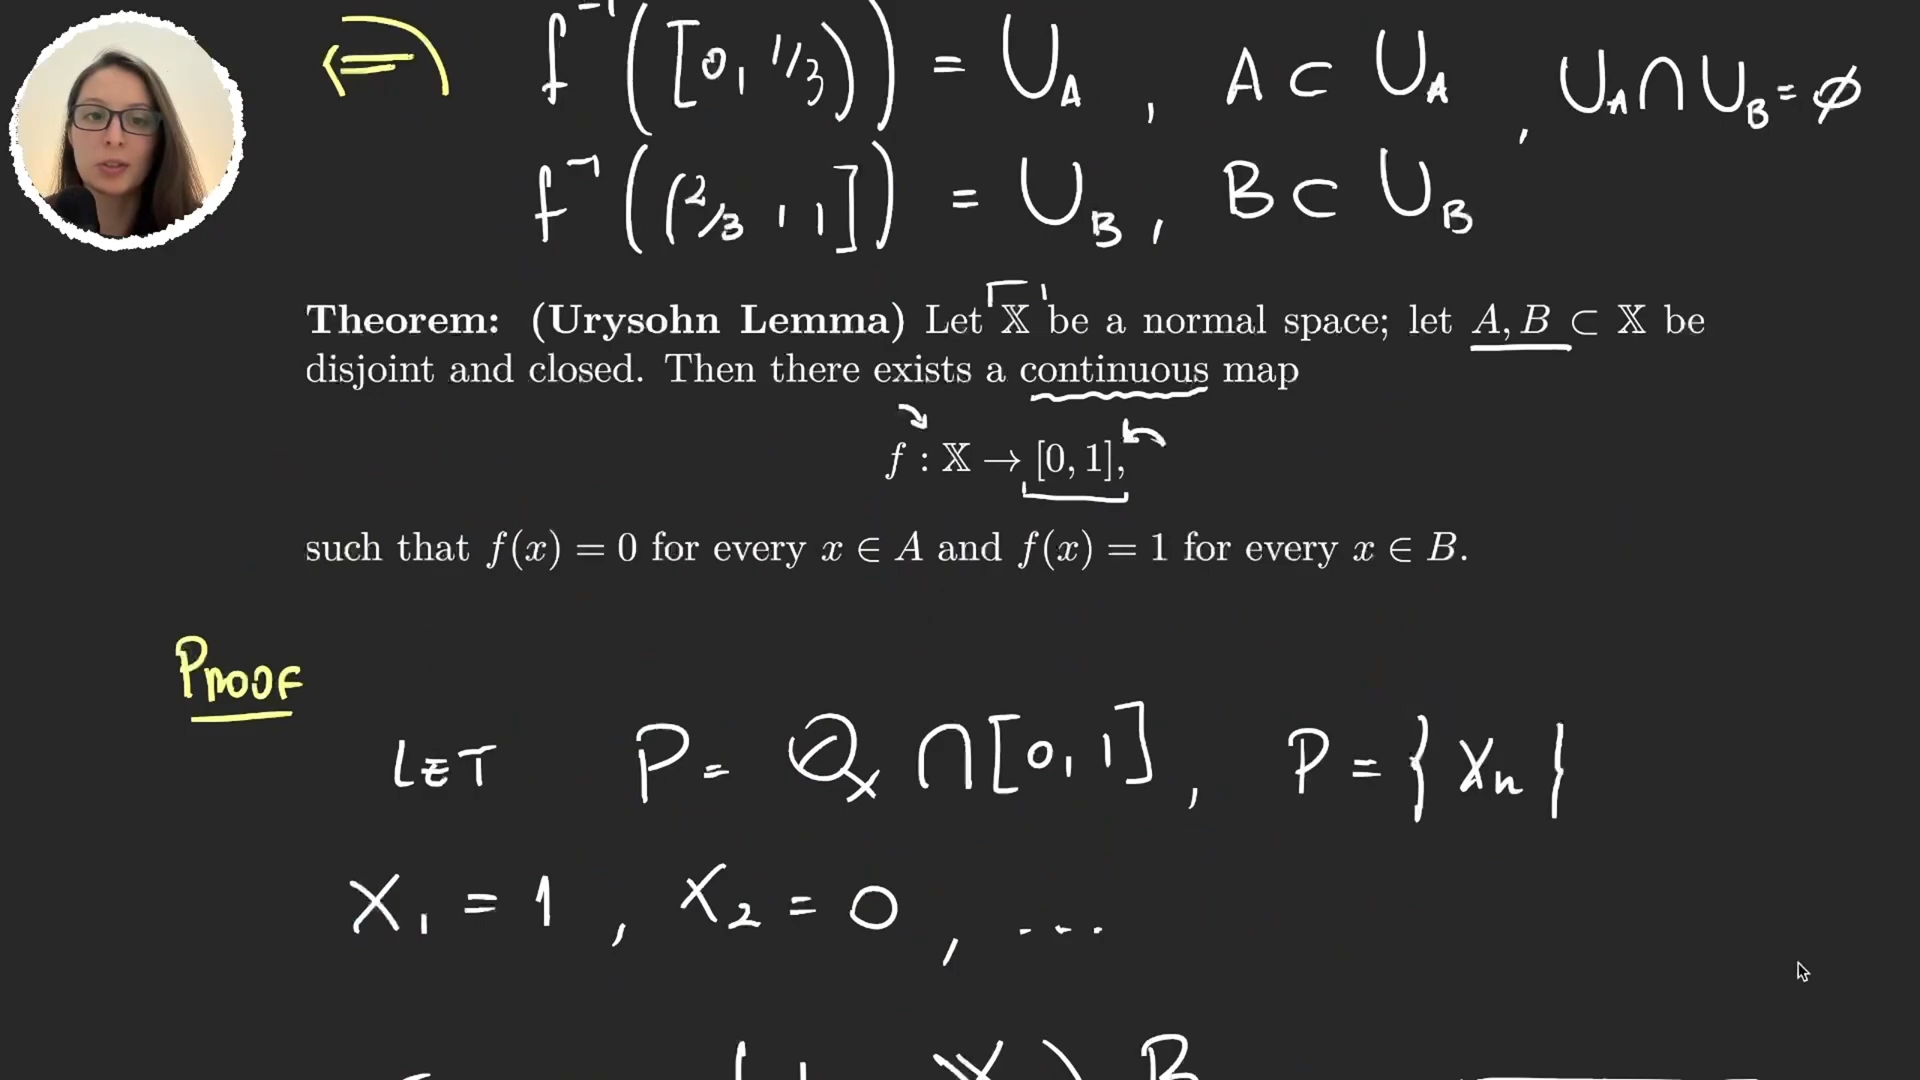 ⇐) f⁻¹([0, 1/3)) = U_A , A ⊂ U_A , U_A ∩ U_B = ∅
f⁻¹((2/3, 1]) = U_B , B ⊂ U_B
Theorem: (Urysohn Lemma) Let 𝕏 be a normal space; let A, B ⊂ 𝕏 be
disjoint and closed. Then there exists a continuous map
f : 𝕏 → [0, 1],
such that f(x) = 0 for every x ∈ A and f(x) = 1 for every x ∈ B.
PROOF
LET P = Q ∩ [0, 1] , P = { X_n }
X_1 = 1 , X_2 = 0 , ...